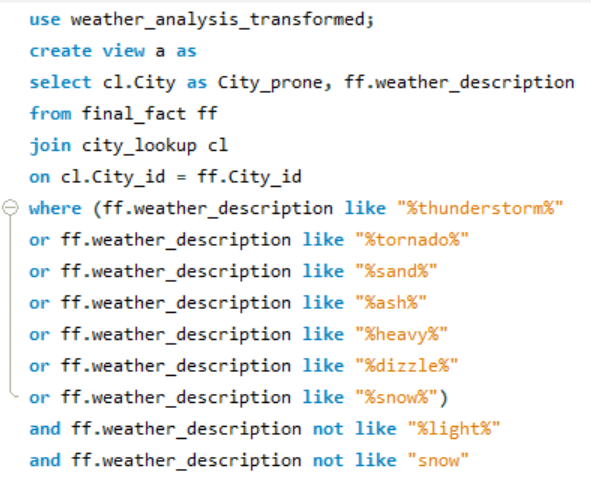 use weather_analysis_transformed;
create view a as
select cl.City as City_prone, ff.weather_description
from final_fact ff
join city_lookup cl
on cl.City_id = ff.City_id
where (ff.weather_description like "%thunderstorm%"
or ff.weather_description like "%tornado%"
or ff.weather_description like "%sand%"
or ff.weather_description like "%ash%"
or ff.weather_description like "%heavy%"
or ff.weather_description like "%dizzle%"
or ff.weather_description like "%snow%")
and ff.weather_description not like "%light%"
and ff.weather_description not like "snow"